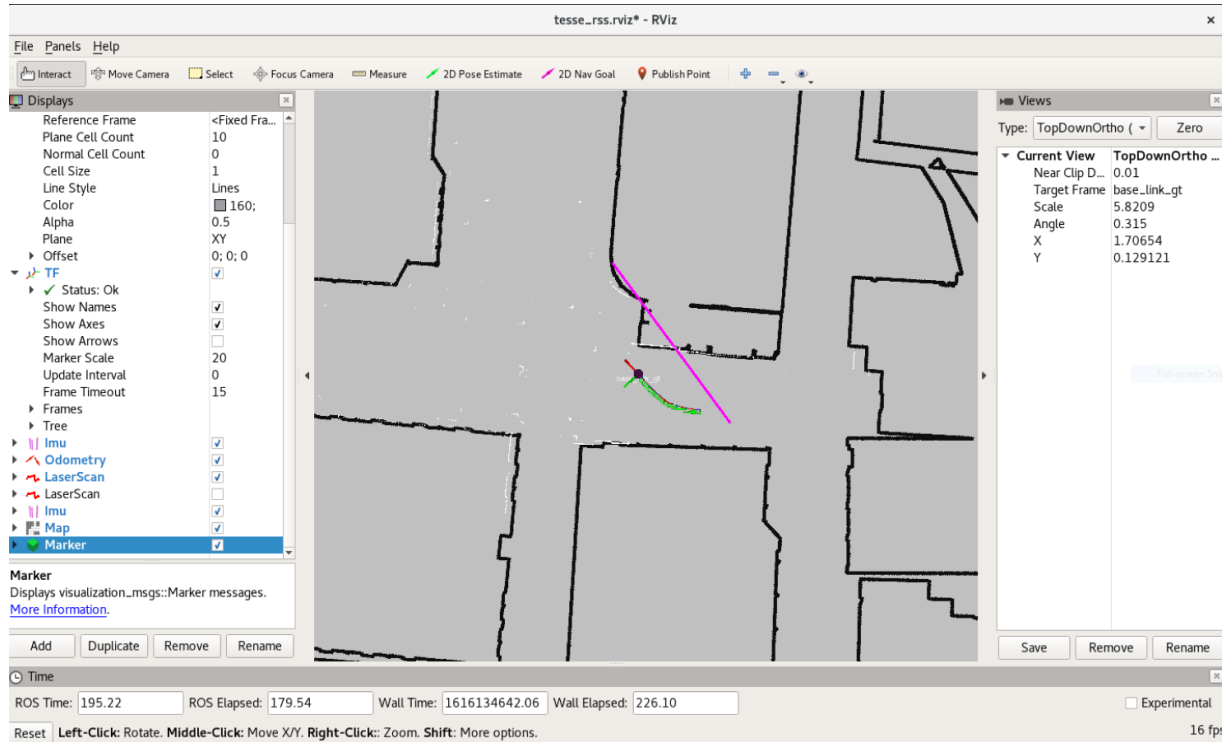 tesse_rss.rviz* - RViz
File Panels Help
Interact Move Camera Select Focus Camera Measure 2D Pose Estimate 2D Nav Goal Publish Point
Displays
Reference Frame <Fixed Fra...
Plane Cell Count 10
Normal Cell Count 0
Cell Size 1
Line Style Lines
Color 160;
Alpha 0.5
Plane XY
Offset 0; 0; 0
TF
Status: Ok
Show Names
Show Axes
Show Arrows
Marker Scale 20
Update Interval 0
Frame Timeout 15
Frames
Tree
Imu
Odometry
LaserScan
LaserScan
Imu
Map
Marker
Marker
Displays visualization_msgs::Marker messages.
More Information.
Add Duplicate Remove Rename
Views
Type: TopDownOrtho ( Zero
Current View TopDownOrtho ...
Near Clip D... 0.01
Target Frame base_link_gt
Scale 5.8209
Angle 0.315
X 1.70654
Y 0.129121
Save Remove Rename
Time
ROS Time: 195.22 ROS Elapsed: 179.54 Wall Time: 1616134642.06 Wall Elapsed: 226.10 Experimental
Reset Left-Click: Rotate. Middle-Click: Move X/Y. Right-Click:: Zoom. Shift: More options. 16 fps